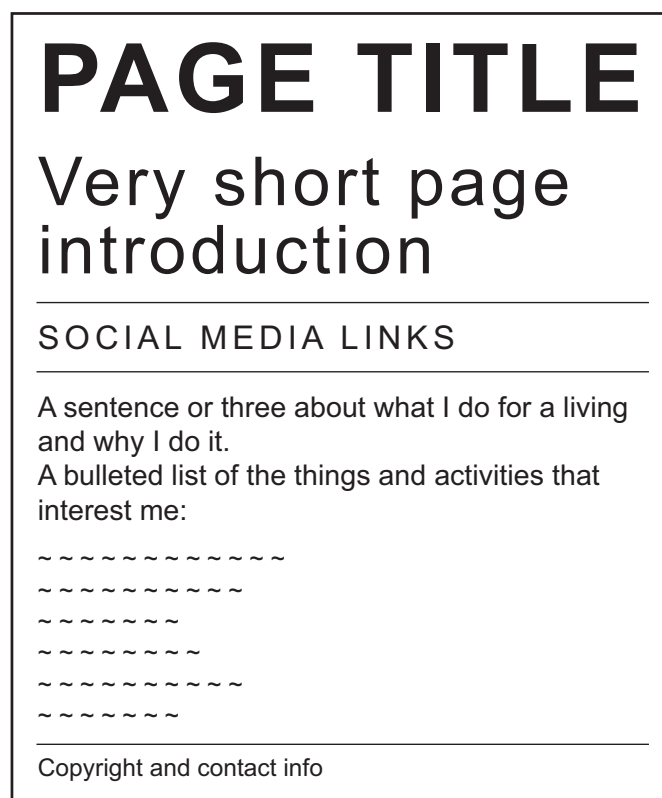 PAGE TITLE
Very short page
introduction
SOCIAL MEDIA LINKS
A sentence or three about what I do for a living
and why I do it.
A bulleted list of the things and activities that
interest me:
~ ~ ~ ~ ~ ~ ~ ~ ~ ~ ~ ~
~ ~ ~ ~ ~ ~ ~ ~ ~ ~
~ ~ ~ ~ ~ ~ ~
~ ~ ~ ~ ~ ~ ~ ~
~ ~ ~ ~ ~ ~ ~ ~ ~ ~
~ ~ ~ ~ ~ ~ ~
Copyright and contact info